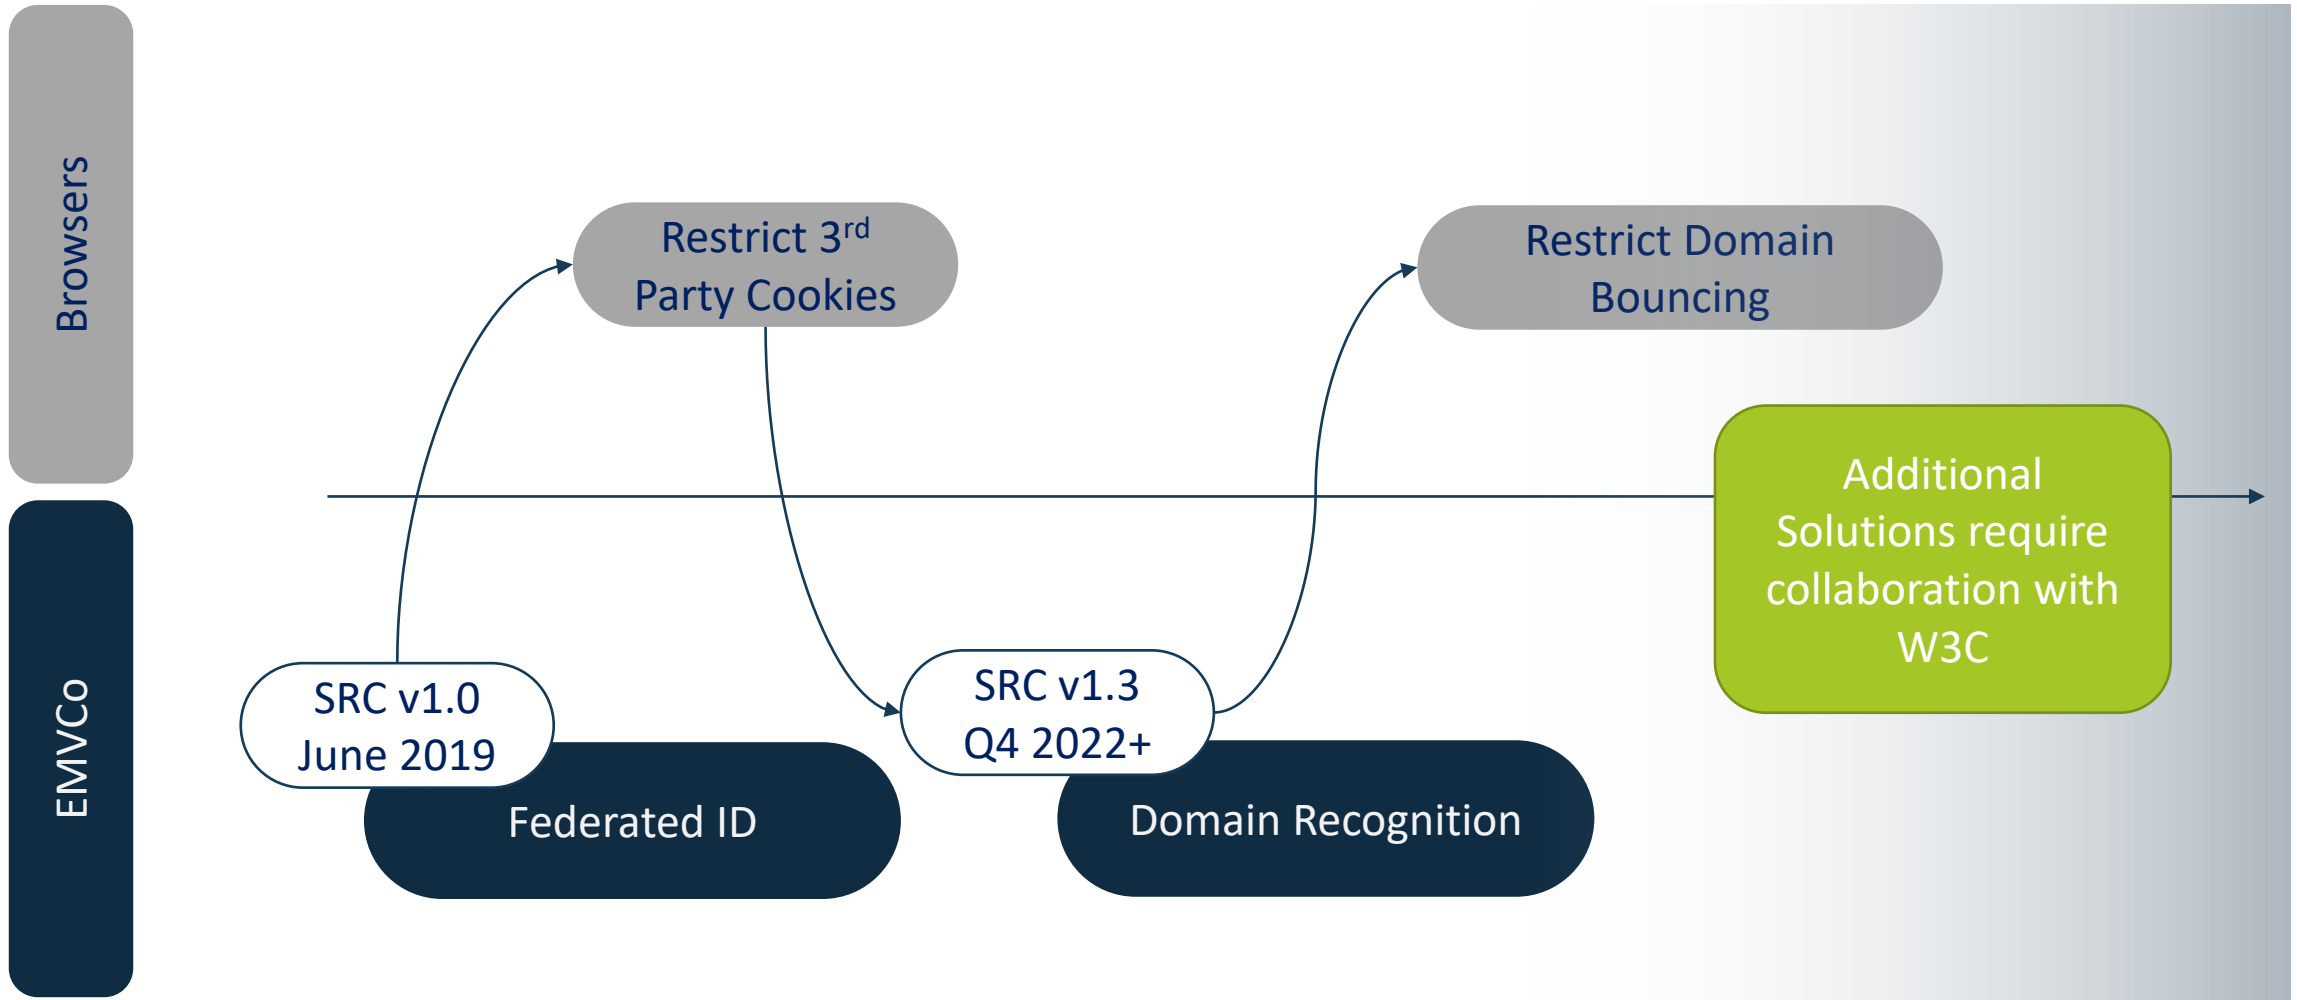 Browsers
Restrict 3rd
Party Cookies
Restrict Domain
Bouncing
Additional
Solutions require
collaboration with
W3C
EMVCo
SRC v1.0
June 2019
Federated ID
SRC v1.3
Q4 2022+
Domain Recognition